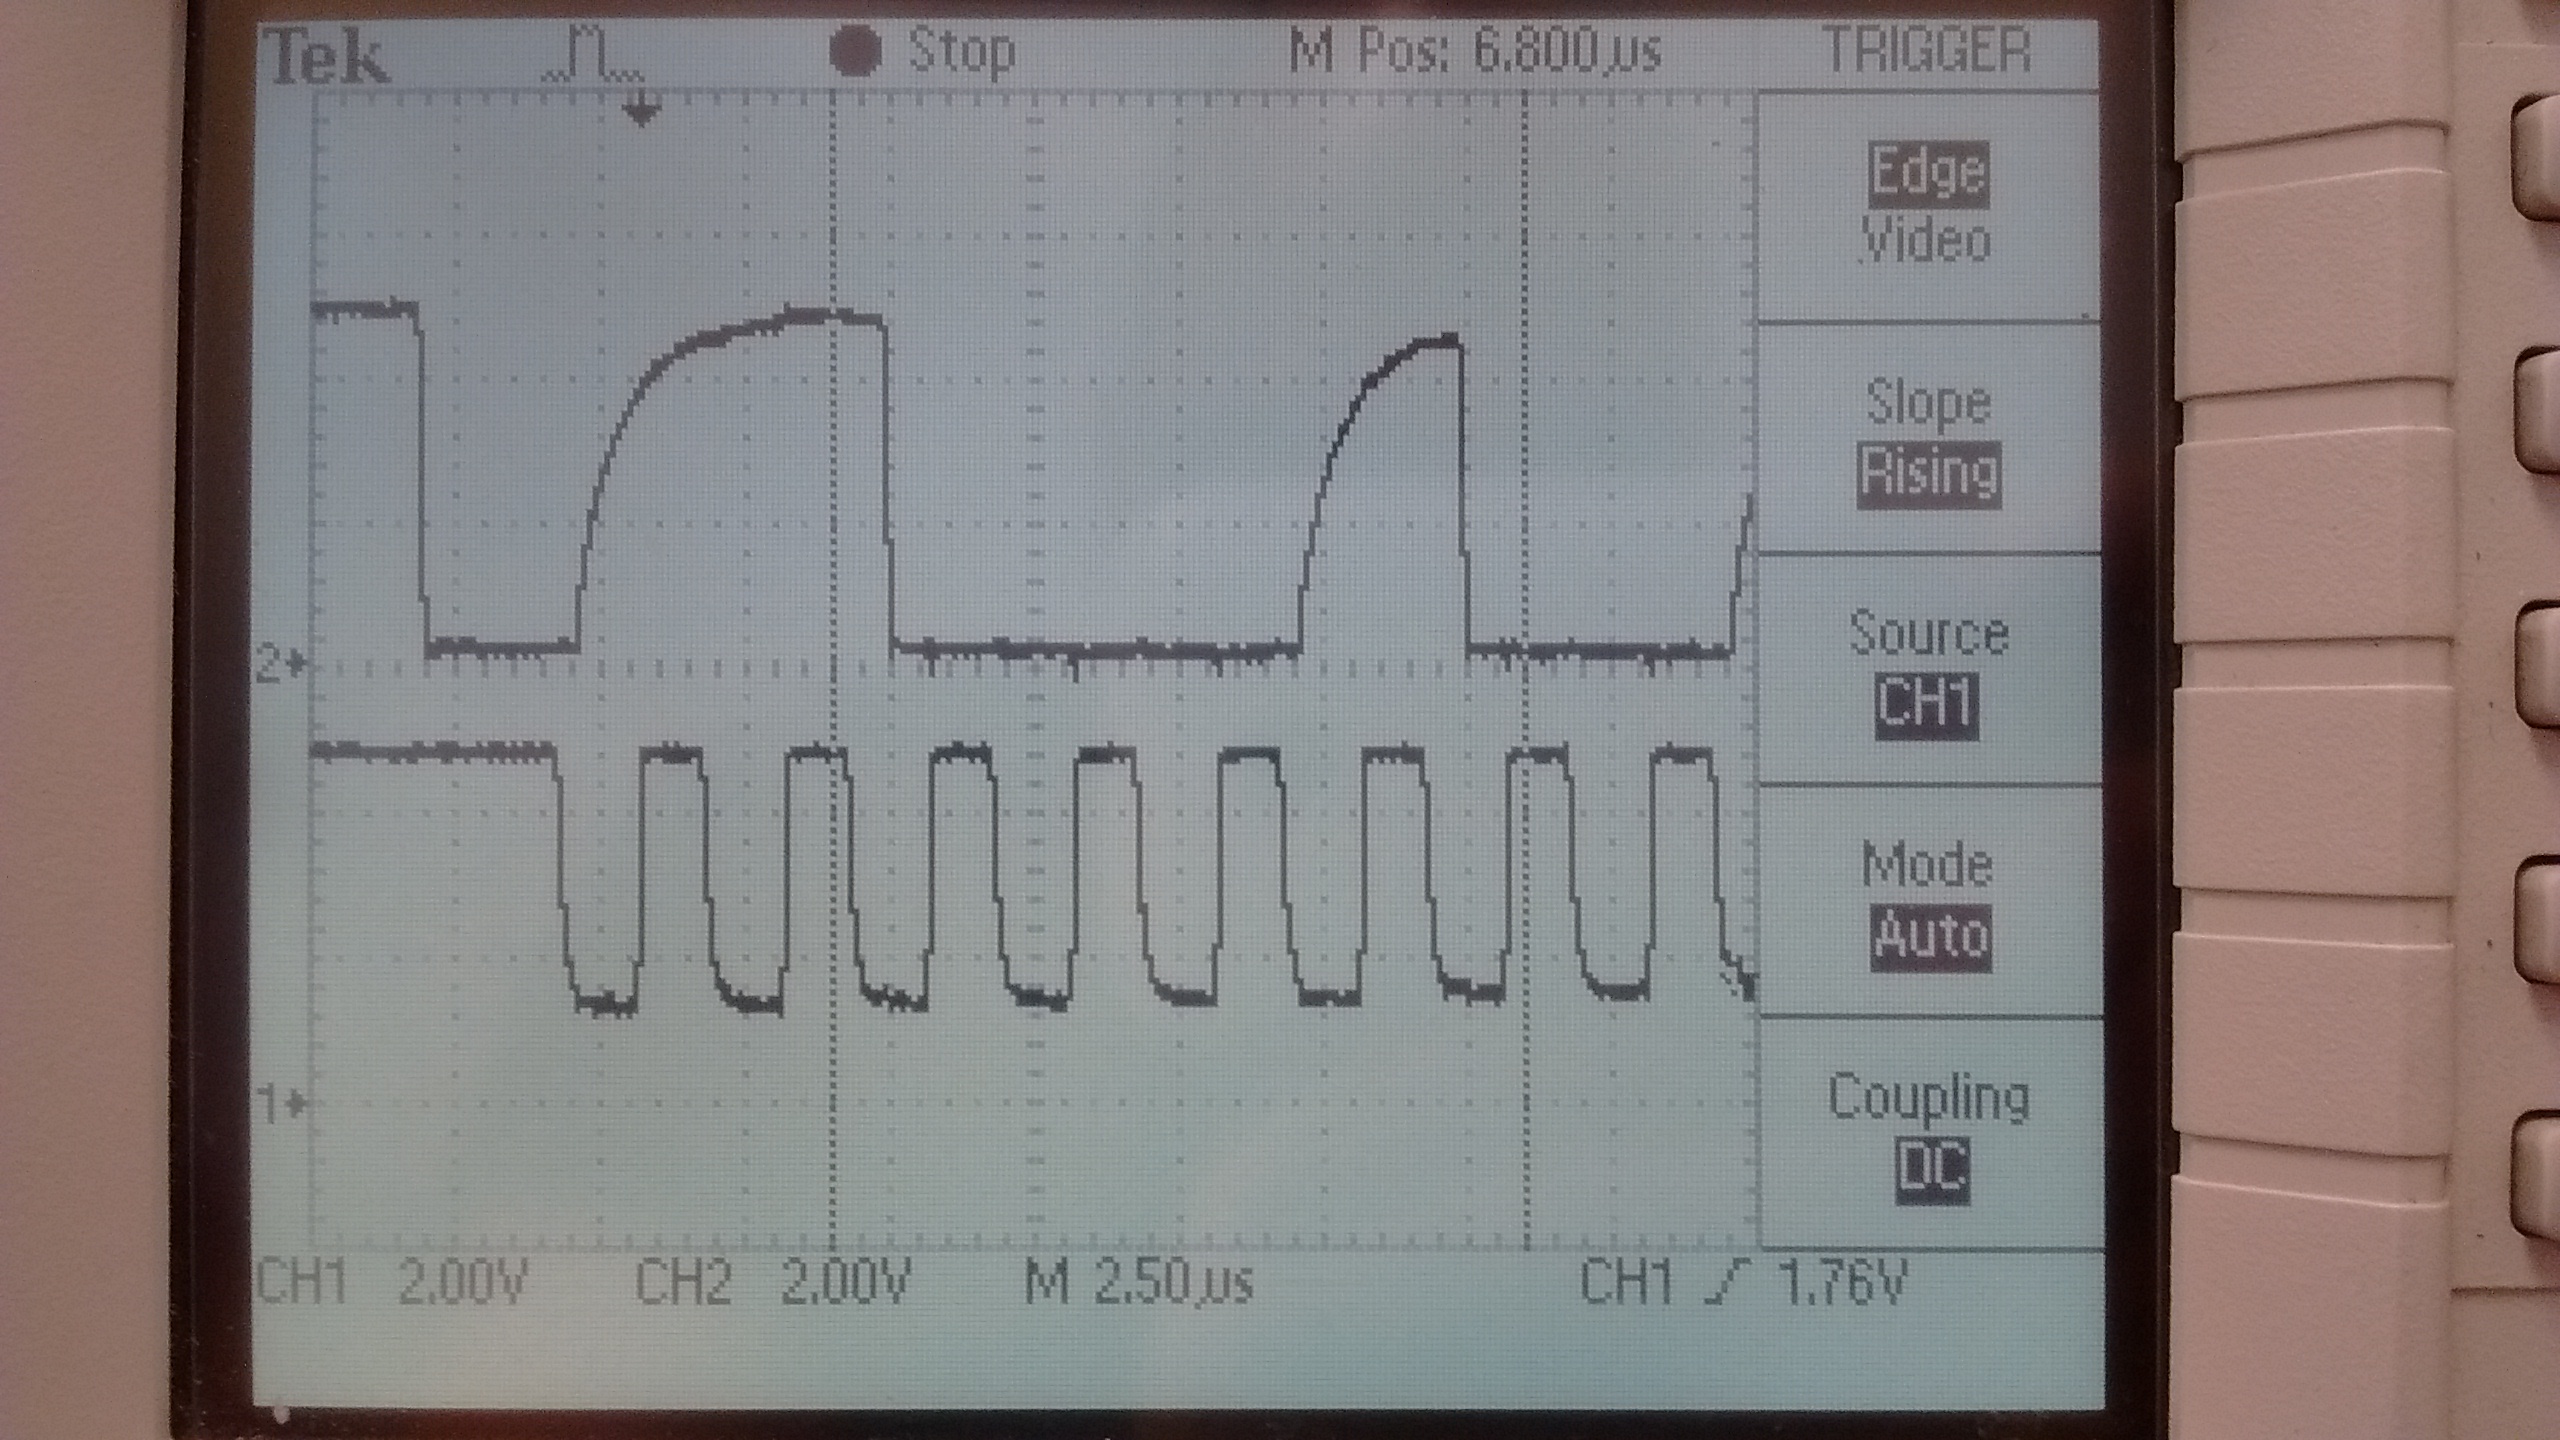 Tek Stop M Pos: 6.800µs TRIGGER
Edge
Video
Slope
Rising
Source
CH1
Mode
Auto
Coupling
DC
2
1
CH1 2.00V CH2 2.00V M 2.50µs CH1 1.76V